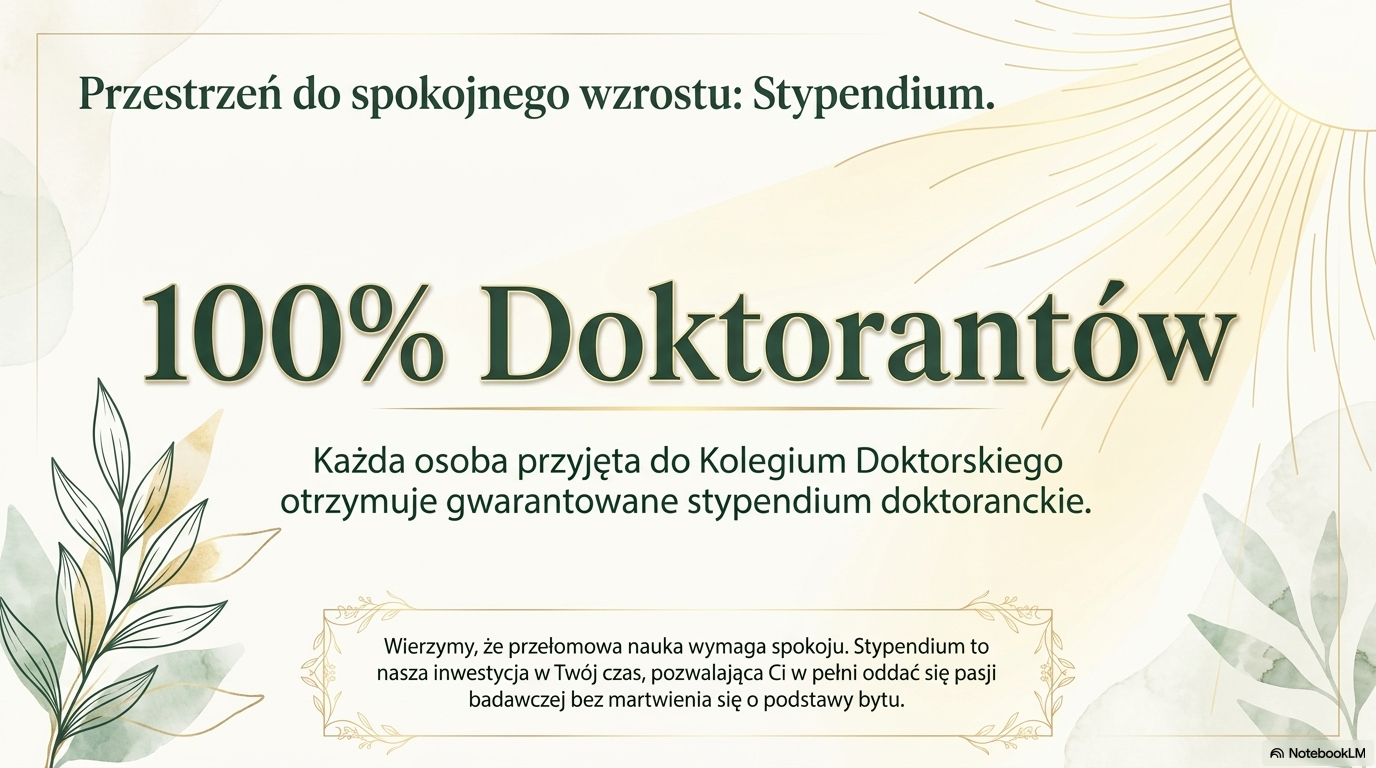 Przestrzeń do spokojnego wzrostu: Stypendium.
100% Doktorantów
Każda osoba przyjęta do Kolegium Doktorskiego
otrzymuje gwarantowane stypendium doktoranckie.
Wierzymy, że przełomowa nauka wymaga spokoju. Stypendium to
nasza inwestycja w Twój czas, pozwalająca Ci w pełni oddać się pasji
badawczej bez martwienia się o podstawy bytu.
NotebookLM